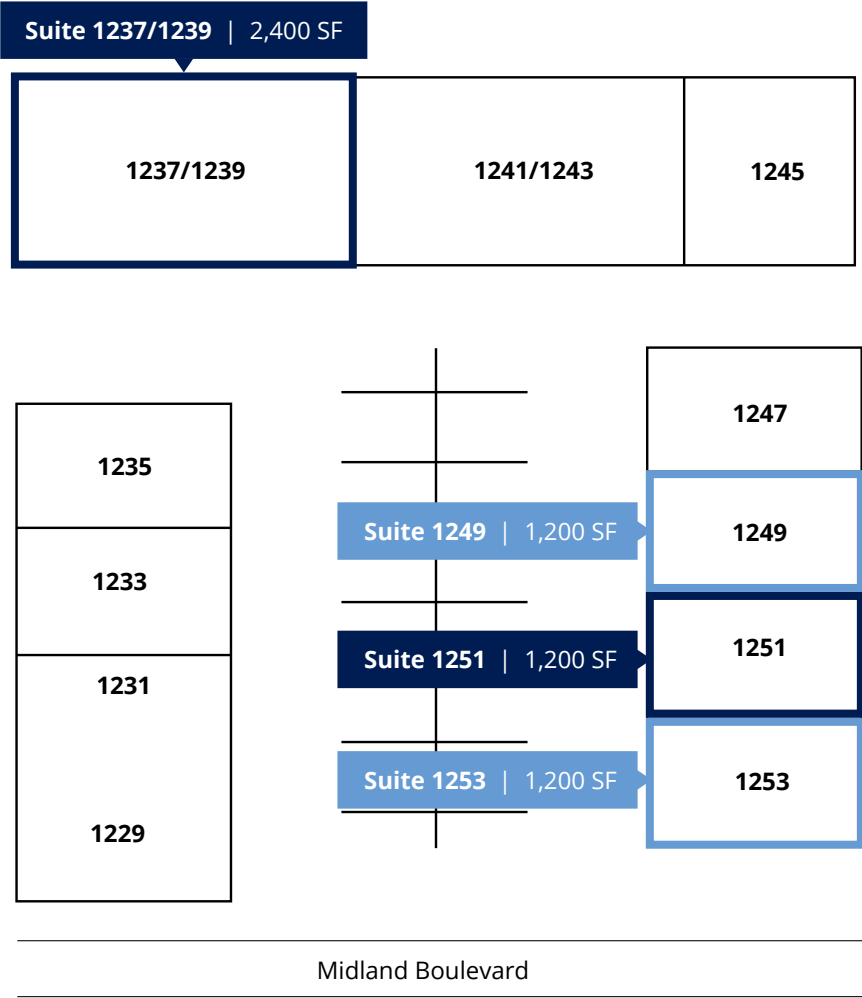 Suite 1237/1239 | 2,400 SF
1237/1239
1241/1243
1245
1247
1235
Suite 1249 | 1,200 SF
1249
1233
1251
Suite 1251 | 1,200 SF
1231
Suite 1253 | 1,200 SF
1253
1229
Midland Boulevard